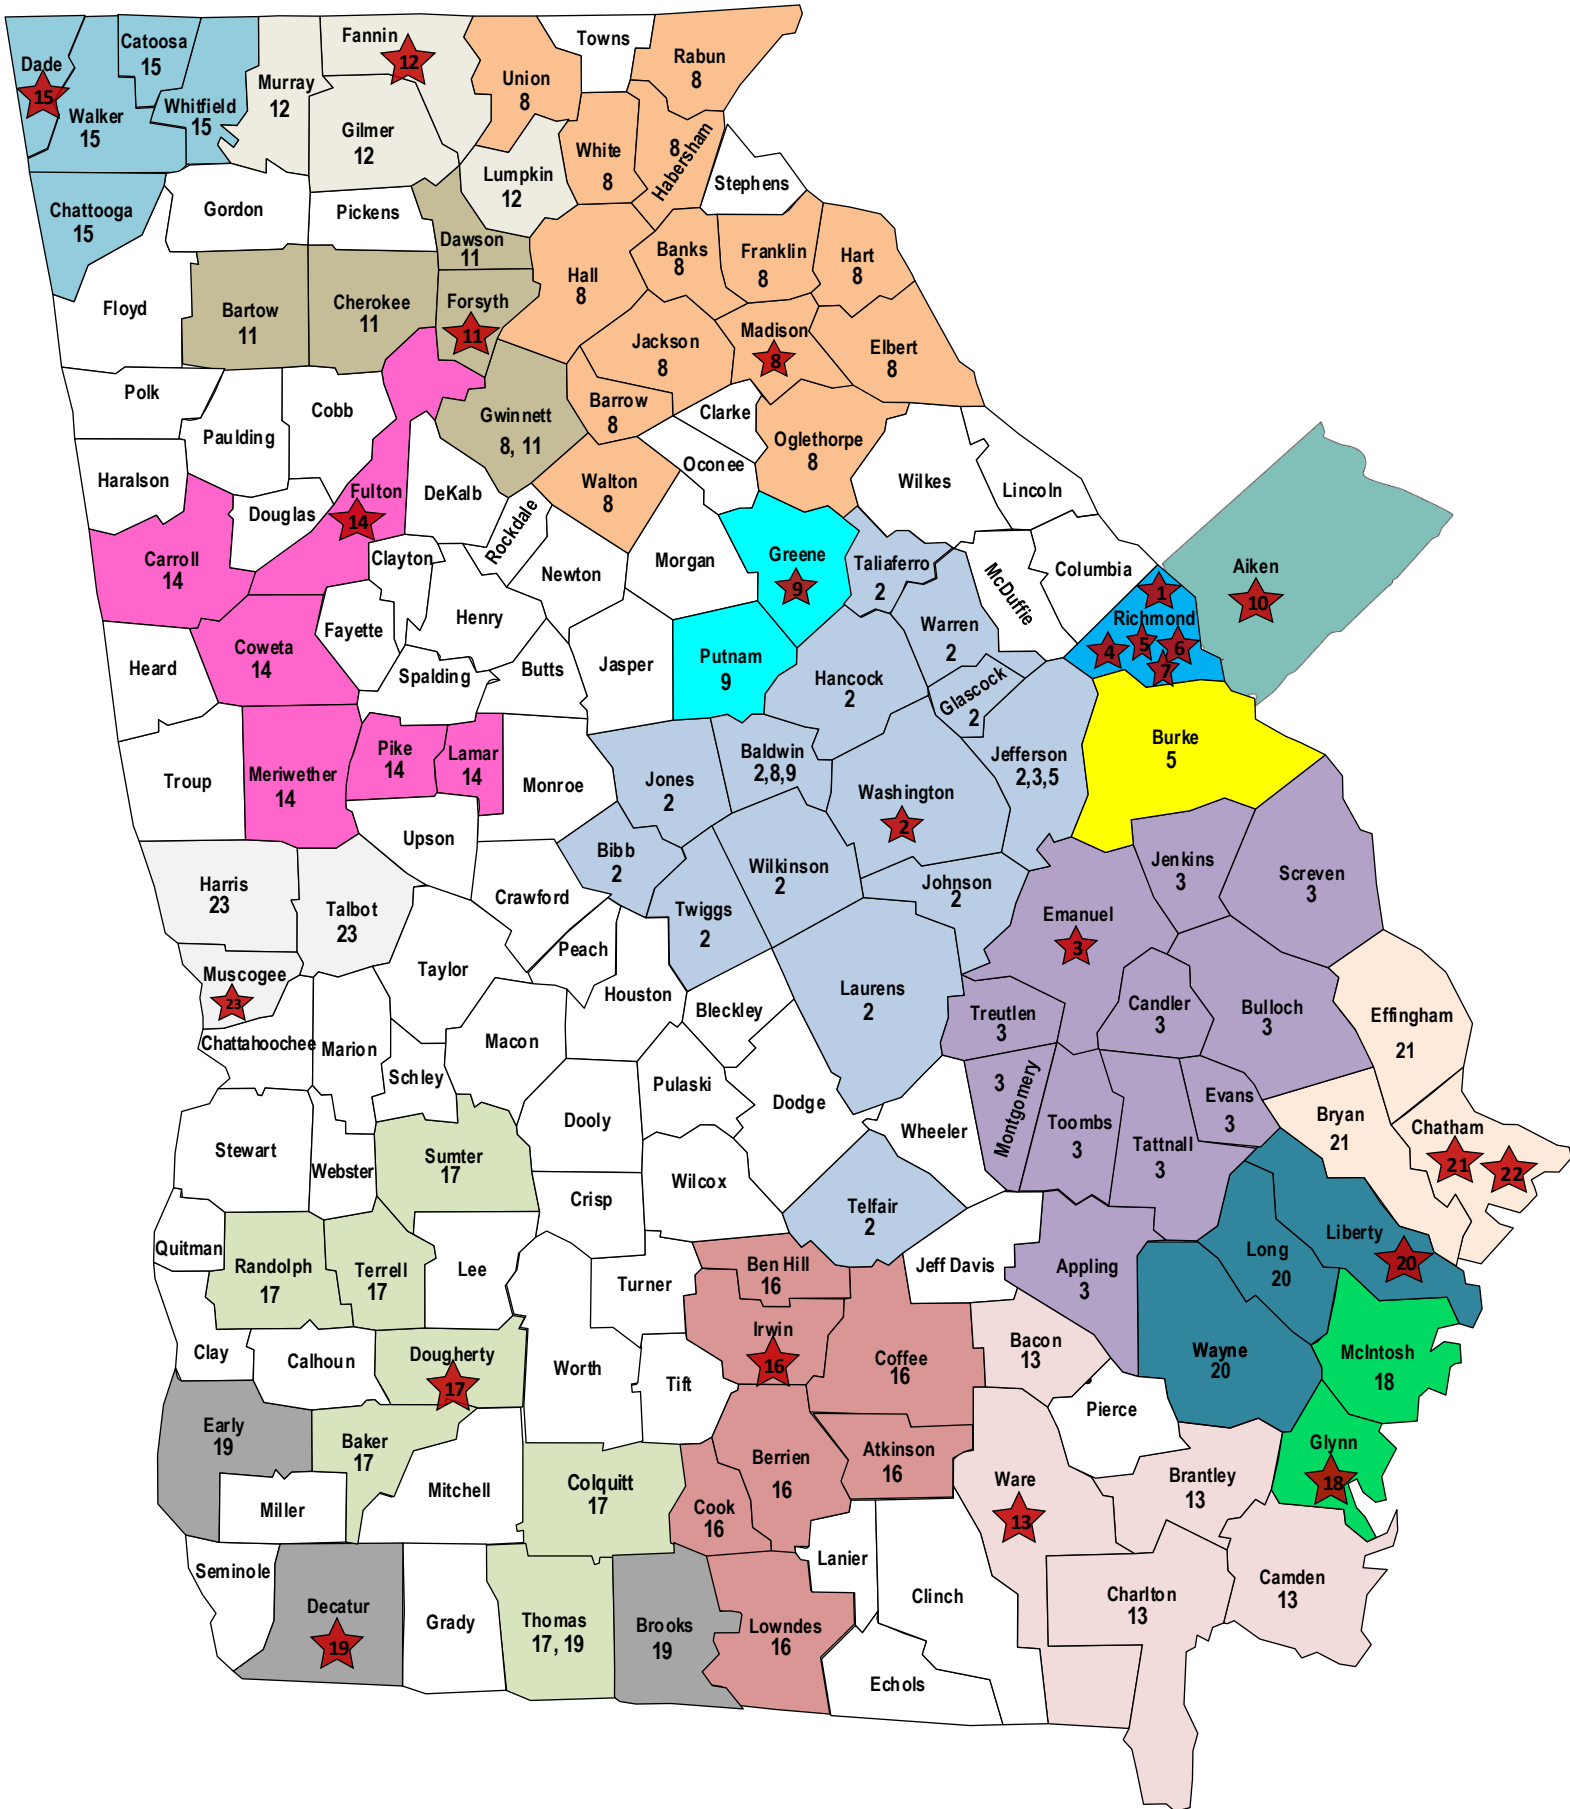 Dade
15
Catoosa
15
Walker
15
Whitfield
15
Murray
12
Fannin
12
Gilmer
12
Union
8
Towns
Rabun
8
White
8
Habersham
8
Stephens
Lumpkin
12
Chattooga
15
Gordon
Pickens
Dawson
11
Hall
8
Banks
8
Franklin
8
Hart
8
Floyd
Bartow
11
Cherokee
11
Forsyth
11
Jackson
8
Madison
8
Elbert
8
Polk
Paulding
Cobb
Gwinnett
8, 11
Barrow
8
Clarke
Oconee
Oglethorpe
8
Haralson
Douglas
Fulton
14
DeKalb
Rockdale
Walton
8
Wilkes
Lincoln
Carroll
14
Clayton
Newton
Morgan
Greene
9
Taliaferro
2
McDuffie
Columbia
Aiken
10
Richmond
1
4
5
6
7
Heard
Coweta
14
Fayette
Henry
Spalding
Butts
Jasper
Putnam
9
Hancock
2
Warren
2
Glascock
2
Burke
5
Troup
Meriwether
14
Pike
14
Lamar
14
Monroe
Jones
2
Baldwin
2,8,9
Washington
2
Jefferson
2,3,5
Upson
Harris
23
Talbot
23
Crawford
Bibb
2
Twiggs
2
Wilkinson
2
Johnson
2
Emanuel
3
Jenkins
3
Screven
3
Muscogee
23
Taylor
Peach
Houston
Bleckley
Laurens
2
Treutlen
3
Candler
3
Bulloch
3
Effingham
21
Chattahoochee
Marion
Schley
Macon
Dooly
Pulaski
Dodge
Wheeler
Montgomery
3
Toombs
3
Tattnall
3
Evans
3
Bryan
21
Chatham
21
22
Stewart
Webster
Sumter
17
Crisp
Wilcox
Telfair
2
Quitman
Randolph
17
Terrell
17
Lee
Turner
Ben Hill
16
Jeff Davis
Appling
3
Long
20
Liberty
20
Clay
Calhoun
Dougherty
17
Worth
Tift
Irwin
16
Coffee
16
Bacon
13
Wayne
20
McIntosh
18
Early
19
Baker
17
Mitchell
Miller
Colquitt
17
Cook
16
Berrien
16
Atkinson
16
Ware
13
Pierce
Brantley
13
Glynn
18
Seminole
Decatur
19
Grady
Thomas
17, 19
Brooks
19
Lowndes
16
Lanier
Clinch
Echols
Charlton
13
Camden
13